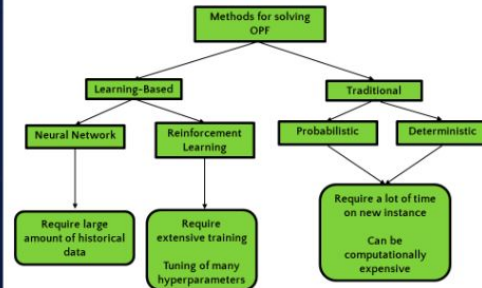 Methods for solving
OPF
Learning-Based
Traditional
Neural Network
Reinforcement
Learning
Probabilistic
Deterministic
Require large
amount of historical
data
Require
extensive training
Tuning of many
hyperparameters
Require a lot of time
on new instance
Can be
computationally
expensive